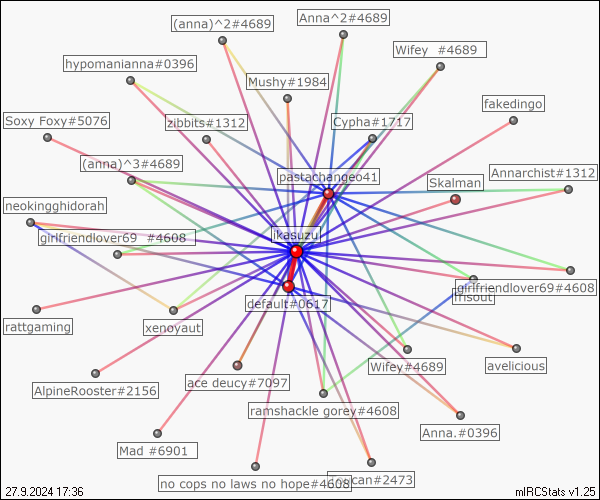 (anna)^2#4689
Anna^2#4689
Wifey #4689
hypomanianna#0396
Mushy#1984
fakedingo
Soxy Foxy#5076
zibbits#1312
Cypha#1717
(anna)^3#4689
pastachange041
Skalman
Annarchist#1312
neokingghidorah
girlfriendlover69 #4608
ikasuzu
girlfriendlover69#4608
frisout
default#0617
rattgaming
xenoyaut
avelicious
Wifey#4689
AlpineRooster#2156
ace deucy#7097
ramshackle gorey#4608
Anna.#0396
Mad #6901
no cops no laws no hope#4608
#2473
27.9.2024 17:36
mIRCStats v1.25